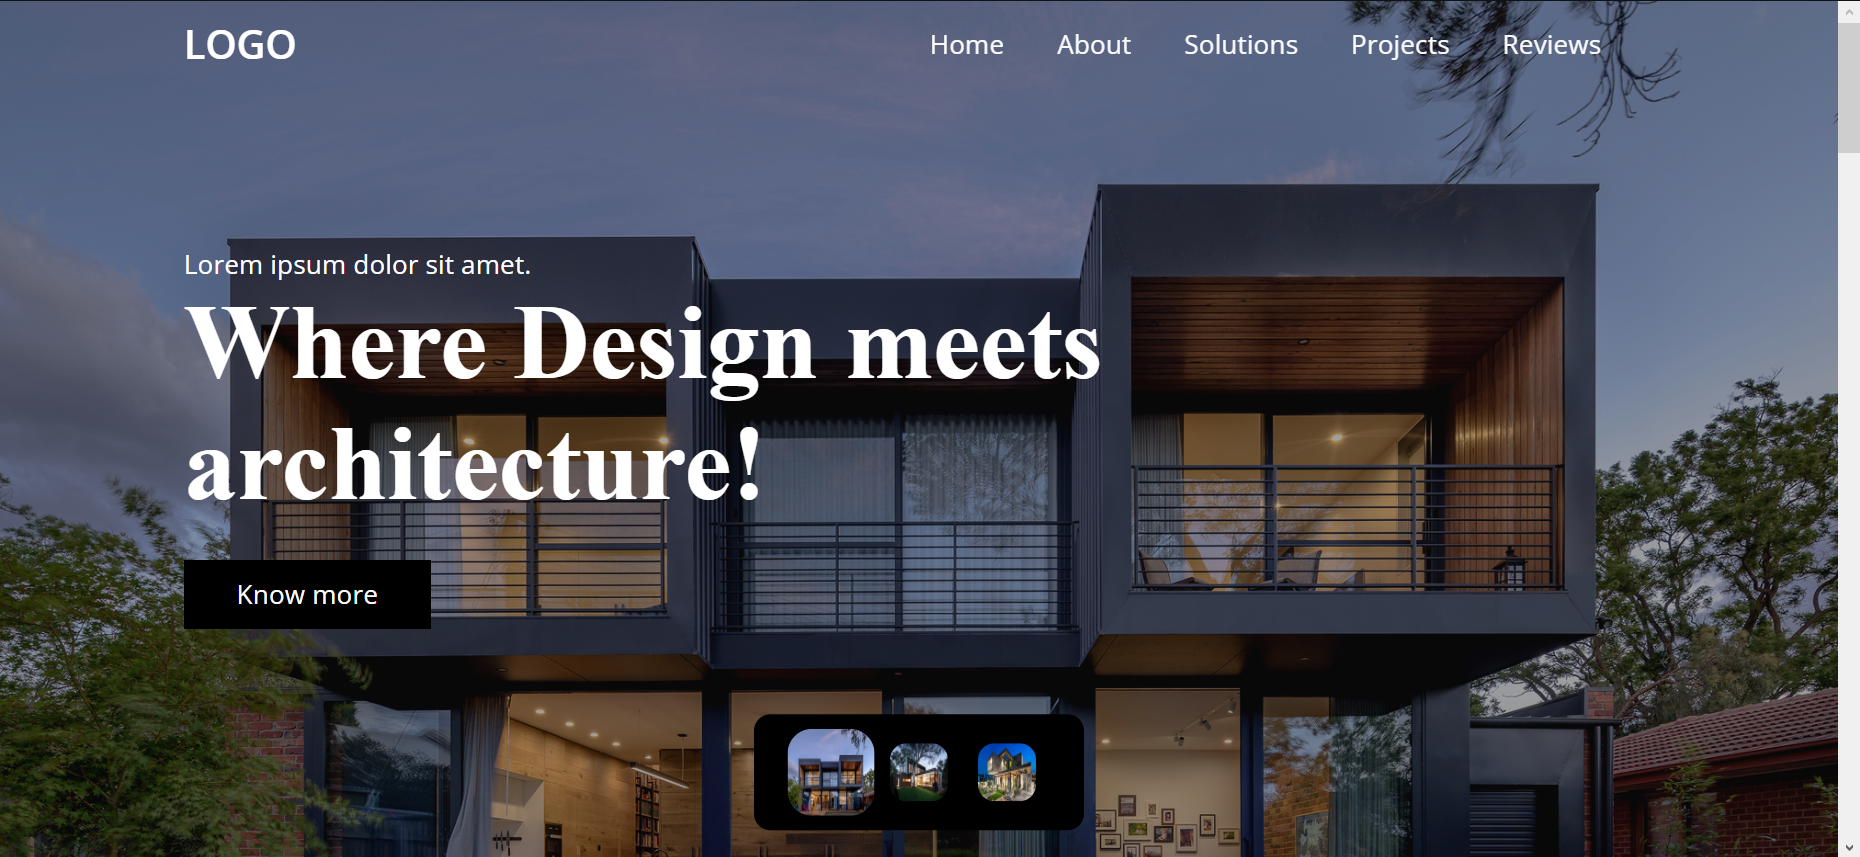 LOGO
Home About Solutions Projects Reviews
Lorem ipsum dolor sit amet.
Where Design meets
architecture!
Know more